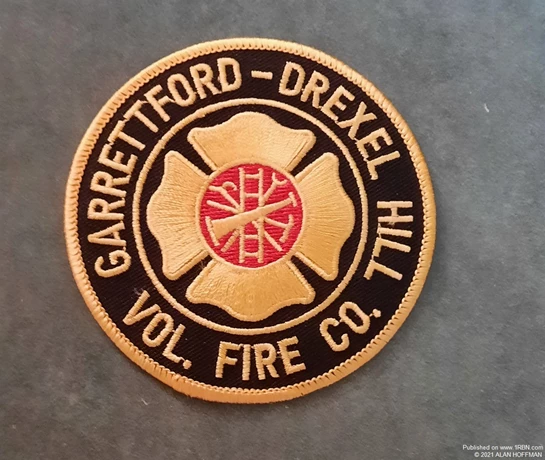 GARRETTFORD - DREXEL HILL
VOL. FIRE CO.
Published on www.1RBN.com
© 2021 ALAN HOFFMAN